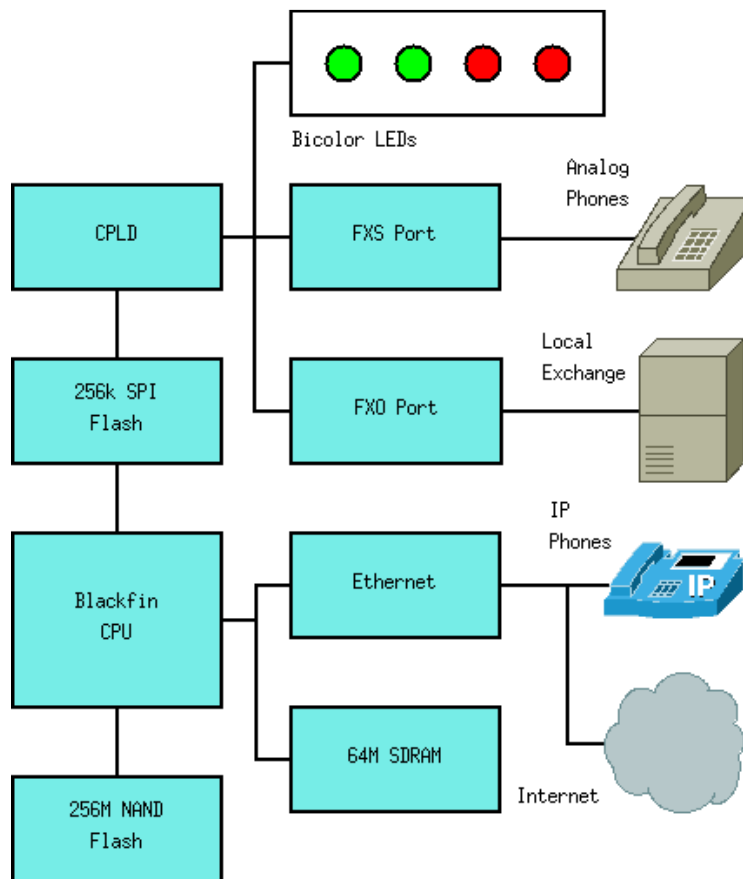 Bicolor LEDs
Analog
Phones
CPLD
FXS Port
Local
Exchange
256k SPI
Flash
FXO Port
IP
Phones
Ethernet
IP
Blackfin
CPU
64M SDRAM
Internet
256M NAND
Flash